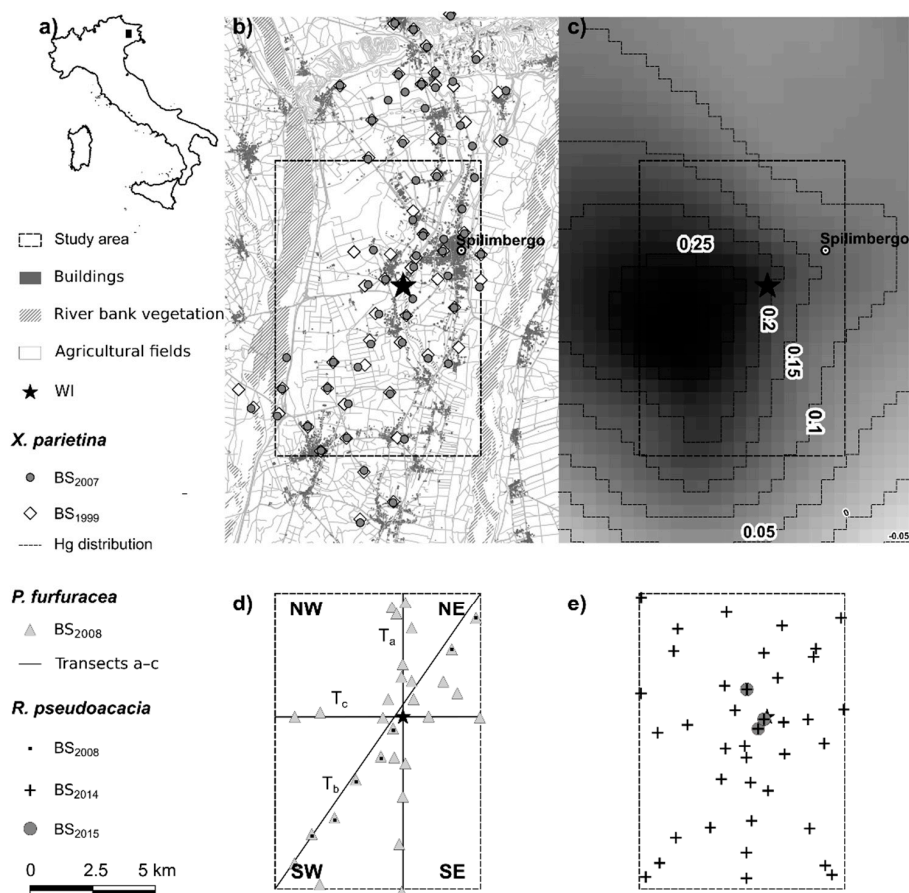 a)
Study area
Buildings
River bank vegetation
Agricultural fields
WI
X. parietina
BS2007
BS1999
Hg distribution
P. furfuracea
BS2008
Transects a–c
R. pseudoacacia
BS2008
BS2014
BS2015
0 2.5 5 km
b)
Spilimbergo
c)
Spilimbergo
0.25
0.2
0.15
0.1
0.05
0
-0.05
d)
NW NE
Ta
Tc
Tb
SW SE
e)